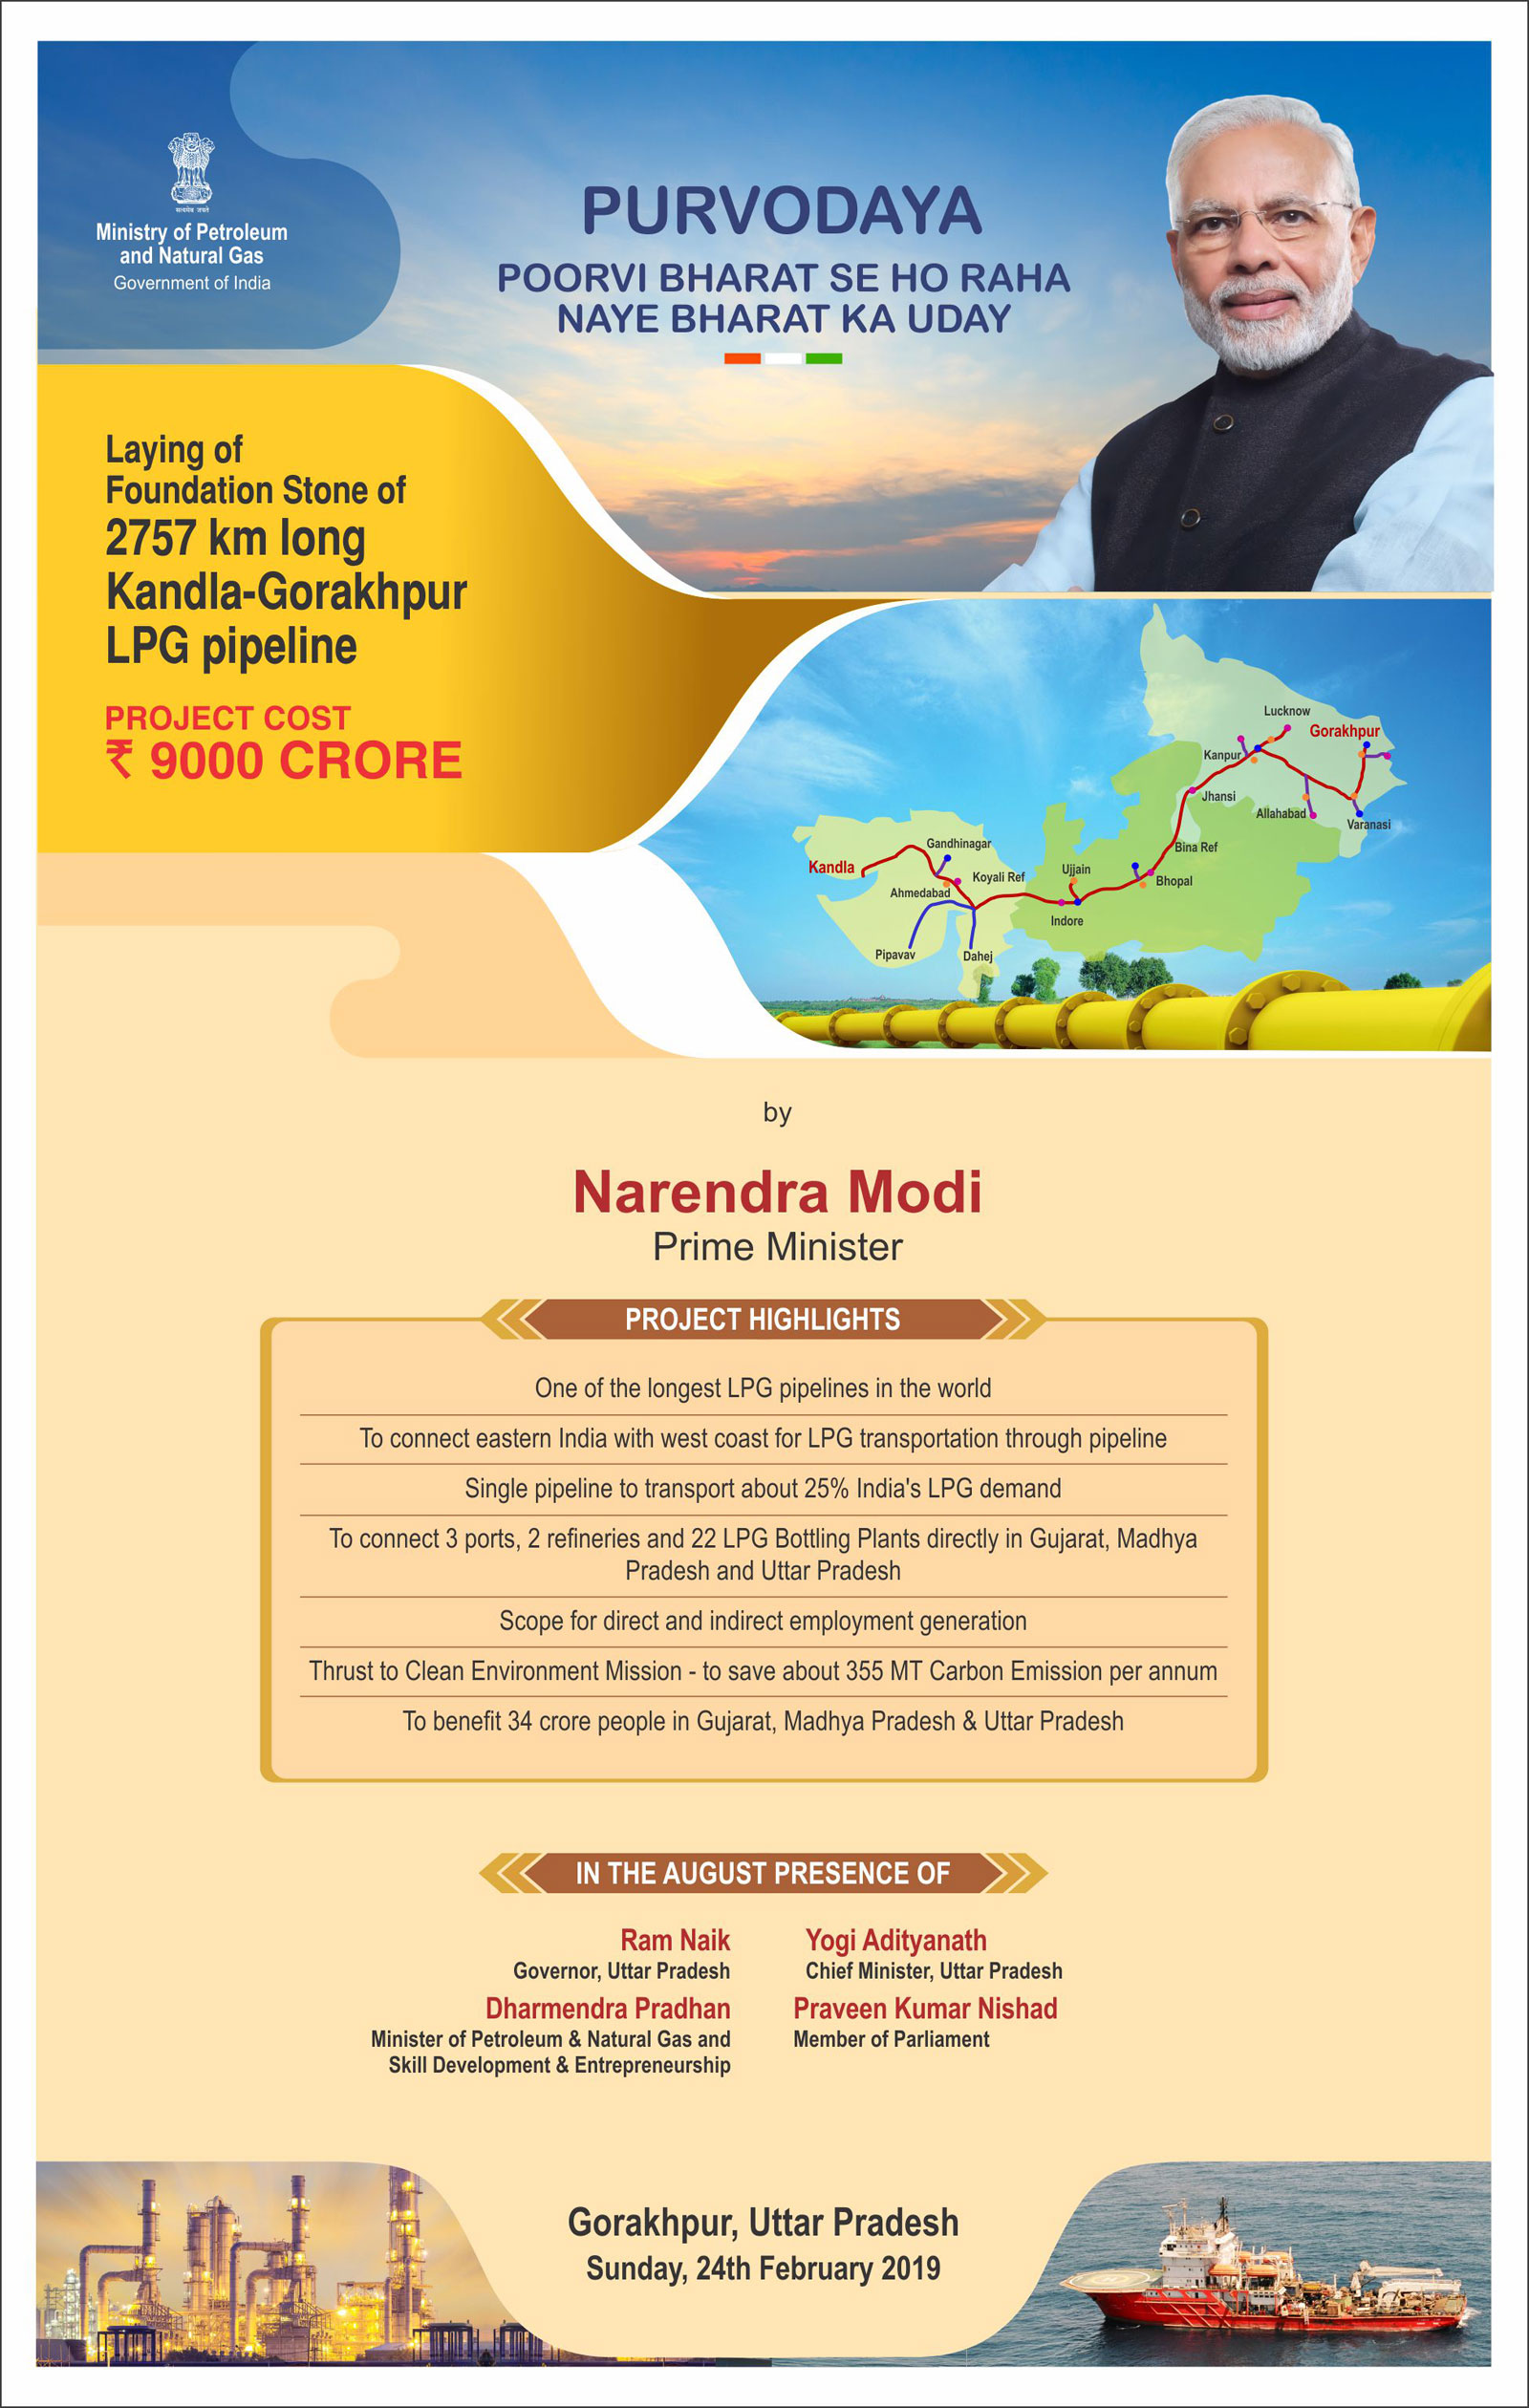 सत्यमेव जयते
Ministry of Petroleum
and Natural Gas
Government of India
PURVODAYA
POORVI BHARAT SE HO RAHA
NAYE BHARAT KA UDAY
Laying of
Foundation Stone of
2757 km long
Kandla-Gorakhpur
LPG pipeline
PROJECT COST
₹ 9000 CRORE
Lucknow
Gorakhpur
Kanpur
Jhansi
Allahabad
Varanasi
Bina Ref
Gandhinagar
Kandla
Koyali Ref
Ujjain
Bhopal
Ahmedabad
Indore
Pipavav
Dahej
by
Narendra Modi
Prime Minister
PROJECT HIGHLIGHTS
One of the longest LPG pipelines in the world
To connect eastern India with west coast for LPG transportation through pipeline
Single pipeline to transport about 25% India's LPG demand
To connect 3 ports, 2 refineries and 22 LPG Bottling Plants directly in Gujarat, Madhya
Pradesh and Uttar Pradesh
Scope for direct and indirect employment generation
Thrust to Clean Environment Mission - to save about 355 MT Carbon Emission per annum
To benefit 34 crore people in Gujarat, Madhya Pradesh & Uttar Pradesh
IN THE AUGUST PRESENCE OF
Ram Naik
Governor, Uttar Pradesh
Yogi Adityanath
Chief Minister, Uttar Pradesh
Dharmendra Pradhan
Minister of Petroleum & Natural Gas and
Skill Development & Entrepreneurship
Praveen Kumar Nishad
Member of Parliament
Gorakhpur, Uttar Pradesh
Sunday, 24th February 2019